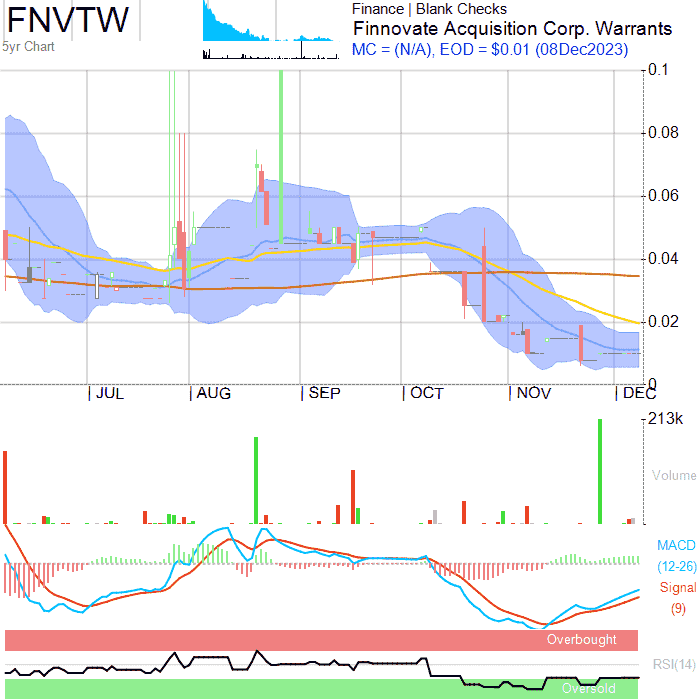 FNVTW
5yr Chart
Finance | Blank Checks
Finnovate Acquisition Corp. Warrants
MC = (N/A), EOD = $0.01 (08Dec2023)
0.1
0.08
0.06
0.04
0.02
0
JUL AUG SEP OCT NOV DEC
213k
Volume
MACD
(12-26)
Signal
(9)
Overbought
RSI(14)
Oversold